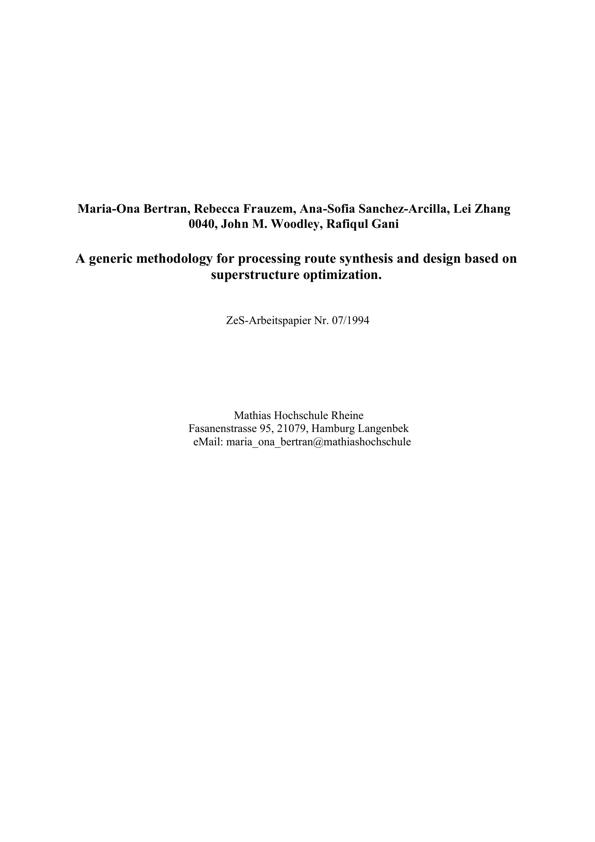 Maria-Ona Bertran, Rebecca Frauzem, Ana-Sofia Sanchez-Arcilla, Lei Zhang
0040, John M. Woodley, Rafiqul Gani
A generic methodology for processing route synthesis and design based on
superstructure optimization.
ZeS-Arbeitspapier Nr. 07/1994
Mathias Hochschule Rheine
Fasanenstrasse 95, 21079, Hamburg Langenbek
eMail: maria_ona_bertran@mathiashochschule